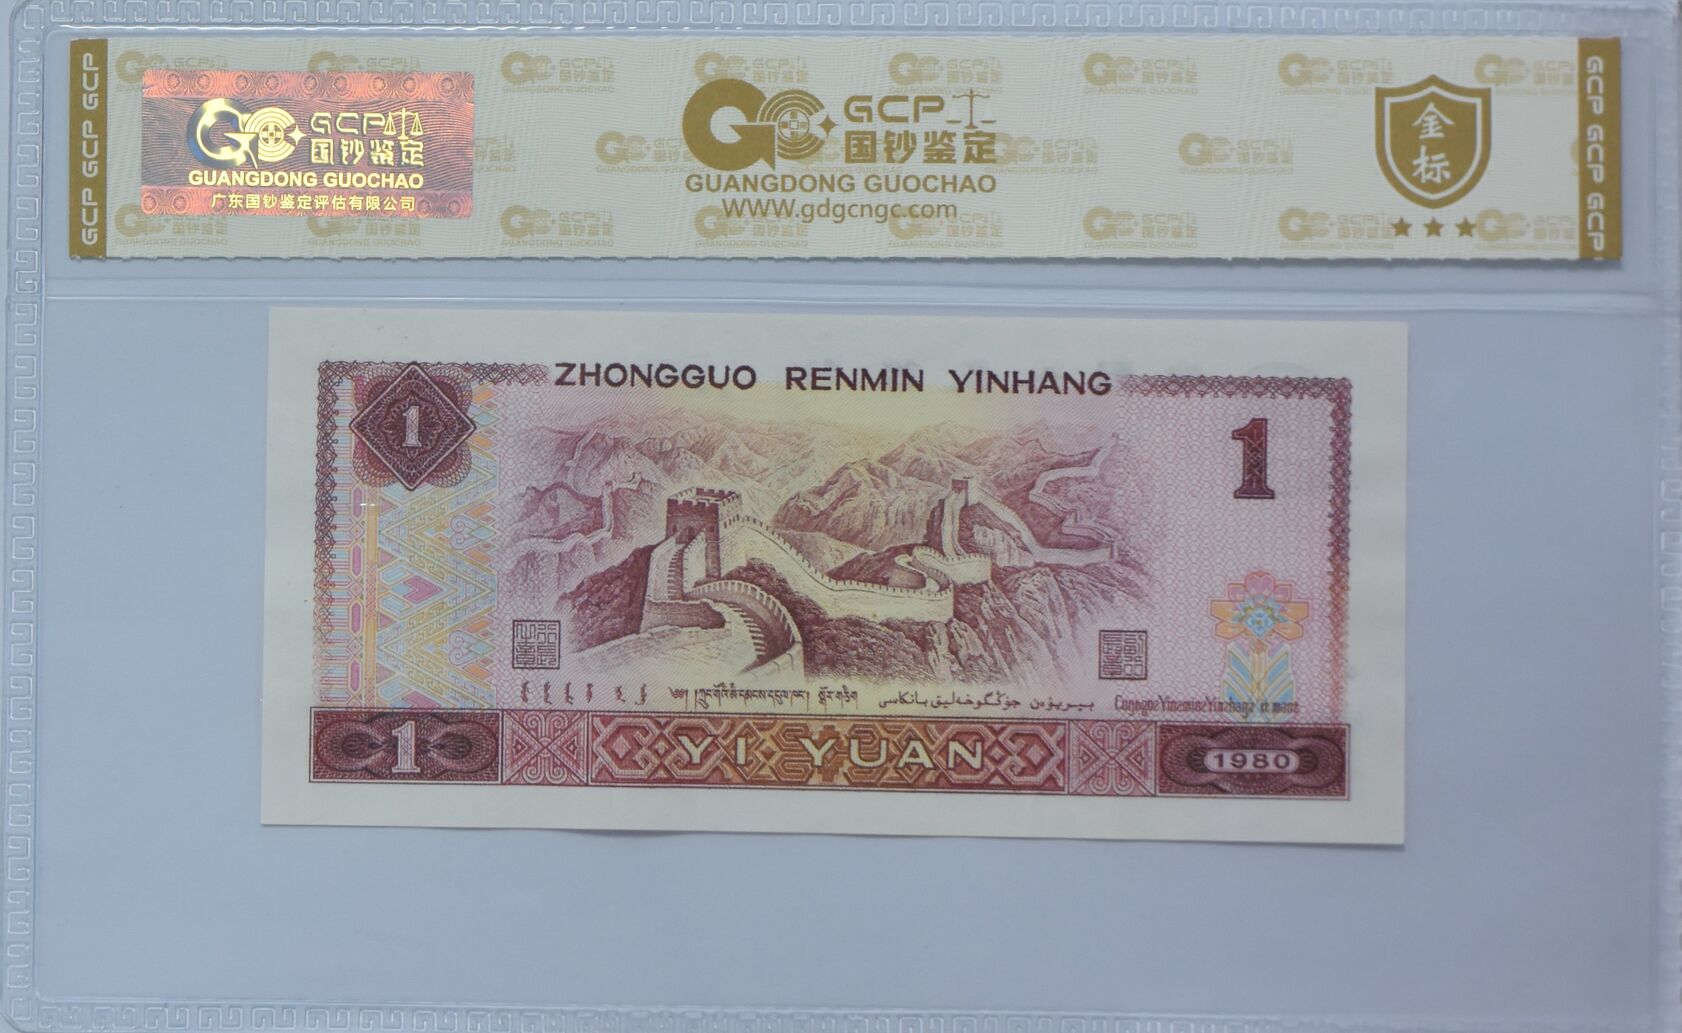 GCP GCP GCP
GCP
国钞鉴定
GUANGDONG GUOCHAO
广东国钞鉴定评估有限公司
GCP
国钞鉴定
GUANGDONG GUOCHAO
WWW.gdgcngc.com
金标
GCP GCP GCP GCP
ZHONGGUO RENMIN YINHANG
1
1
1
YI YUAN
1980